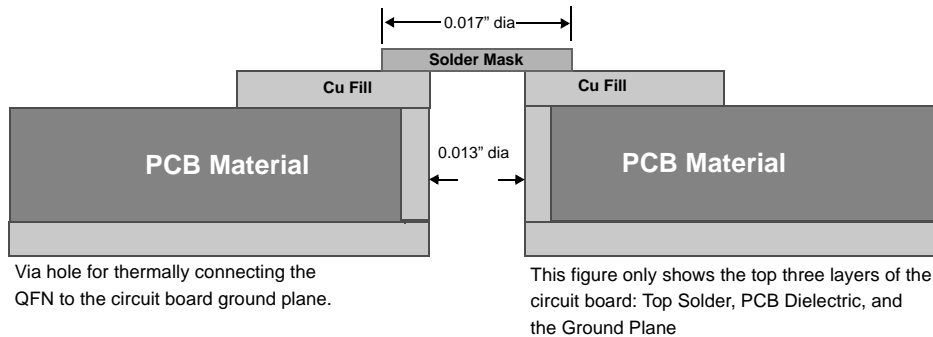 0.017” dia
Solder Mask
Cu Fill
Cu Fill
PCB Material
0.013” dia
PCB Material
Via hole for thermally connecting the
QFN to the circuit board ground plane.
This figure only shows the top three layers of the
circuit board: Top Solder, PCB Dielectric, and
the Ground Plane